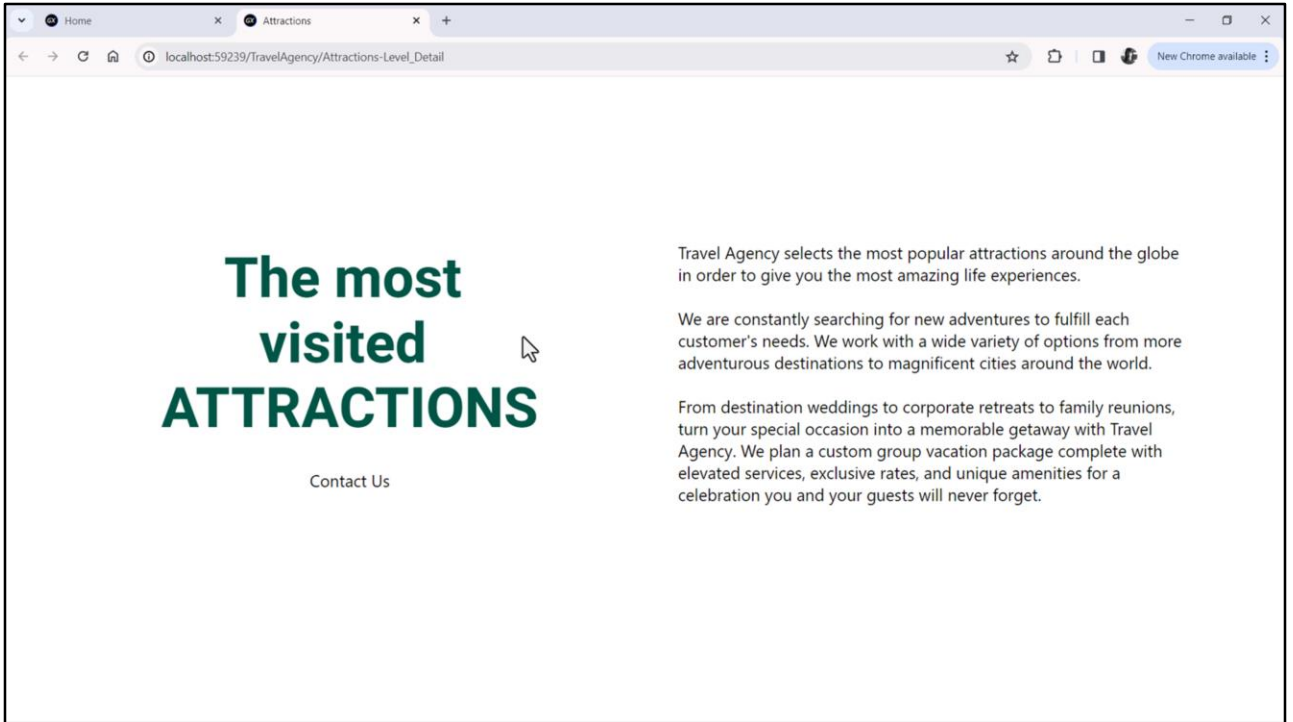 GX Home
GX Attractions
localhost:59239/TravelAgency/Attractions-Level_Detail
New Chrome available
The most
visited
ATTRACTIONS
Contact Us
Travel Agency selects the most popular attractions around the globe
in order to give you the most amazing life experiences.
We are constantly searching for new adventures to fulfill each
customer's needs. We work with a wide variety of options from more
adventurous destinations to magnificent cities around the world.
From destination weddings to corporate retreats to family reunions,
turn your special occasion into a memorable getaway with Travel
Agency. We plan a custom group vacation package complete with
elevated services, exclusive rates, and unique amenities for a
celebration you and your guests will never forget.